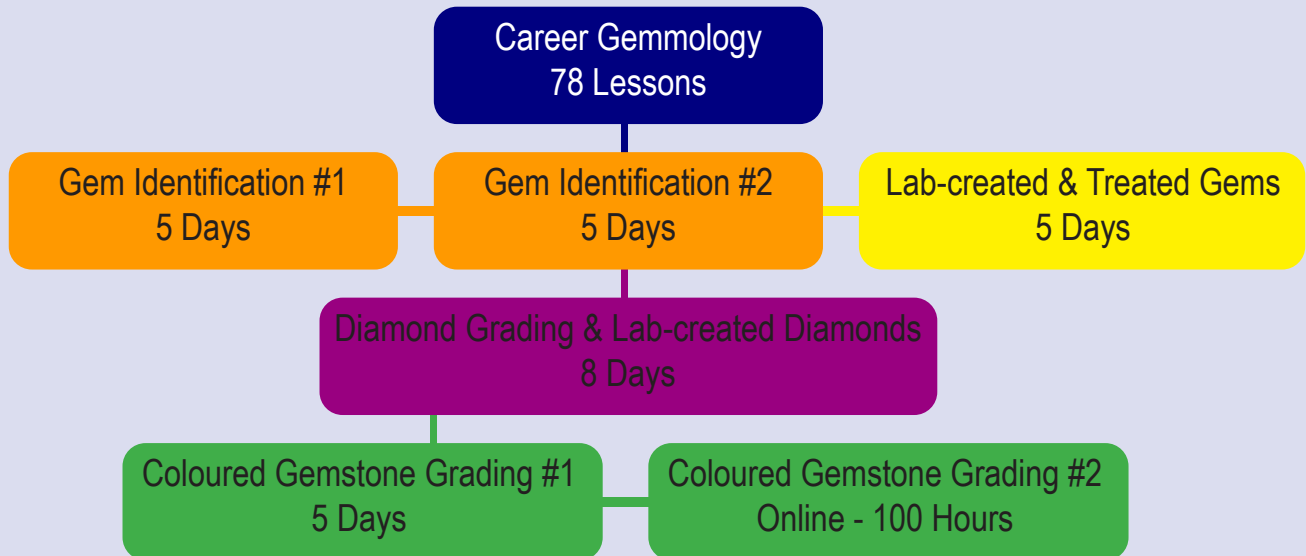 Career Gemmology
78 Lessons
Gem Identification #1
5 Days
Gem Identification #2
5 Days
Lab-created & Treated Gems
5 Days
Diamond Grading & Lab-created Diamonds
8 Days
Coloured Gemstone Grading #1
5 Days
Coloured Gemstone Grading #2
Online - 100 Hours